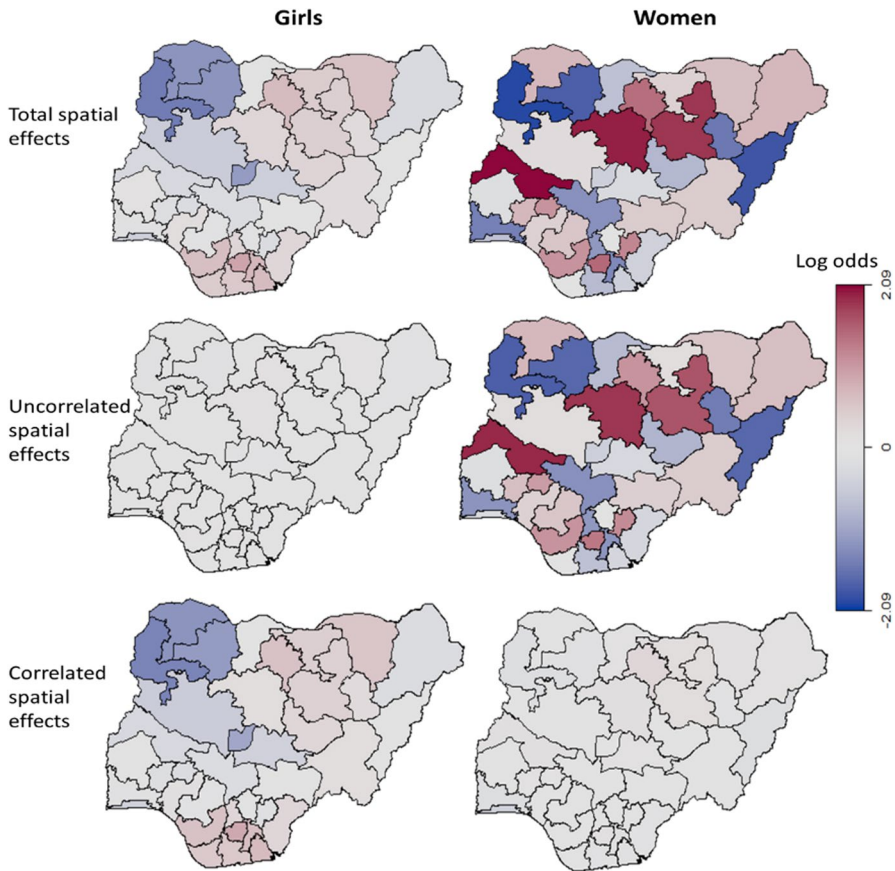 Girls
Women
Total spatial
effects
Log odds
2.09
0
-2.09
Uncorrelated
spatial
effects
Correlated
spatial
effects